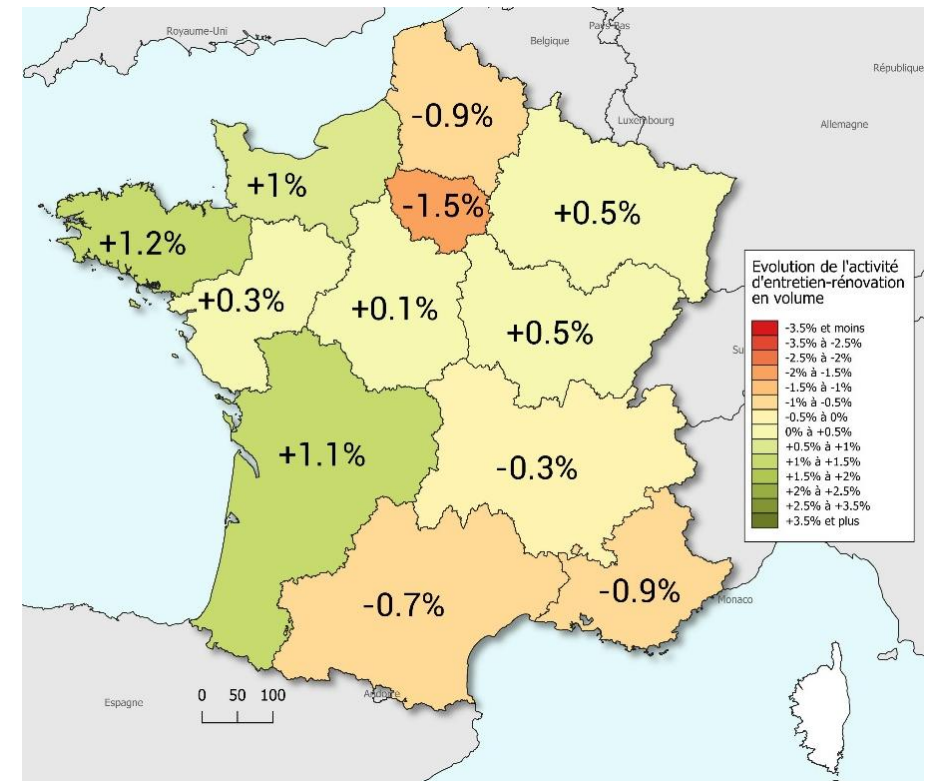 Royaume-Uni
Pays-Bas
Belgique
République
Luxembourg
Allemagne
-0.9%
+1%
-1.5%
+0.5%
+1.2%
+0.3%
+0.1%
+0.5%
Evolution de l'activité
d'entretien-rénovation
en volume
-3.5% et moins
-3.5% à -2.5%
-2.5% à -2%
-2% à -1.5%
-1.5% à -1%
-1% à -0.5%
-0.5% à 0%
0% à +0.5%
+0.5% à +1%
+1% à +1.5%
+1.5% à +2%
+2% à +2.5%
+2.5% à +3.5%
+3.5% et plus
Su
+1.1%
-0.3%
-0.7%
-0.9%
Monaco
Andorre
Espagne
0 50 100